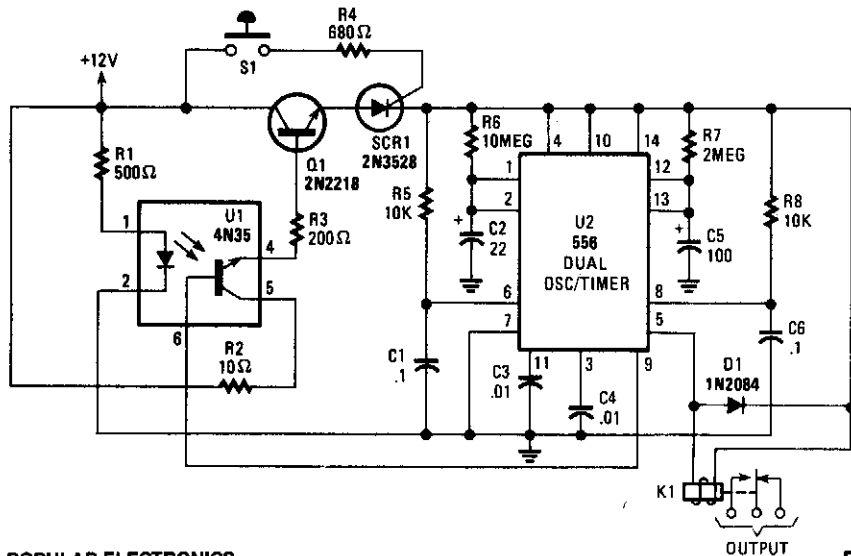 R4
680Ω
S1
+12V
R1
500Ω
Q1
2N2218
SCR1
2N3528
R6
10MEG
4
10
14
R7
2MEG
1
2
12
13
R5
10K
R8
10K
U1
4N35
1
2
4
5
6
R3
200Ω
+
C2
22
U2
556
DUAL
OSC/TIMER
+
C5
100
6
7
8
5
R2
10Ω
C1
.1
11
3
9
C3
.01
C4
.01
C6
.1
D1
1N2084
K1
OUTPUT